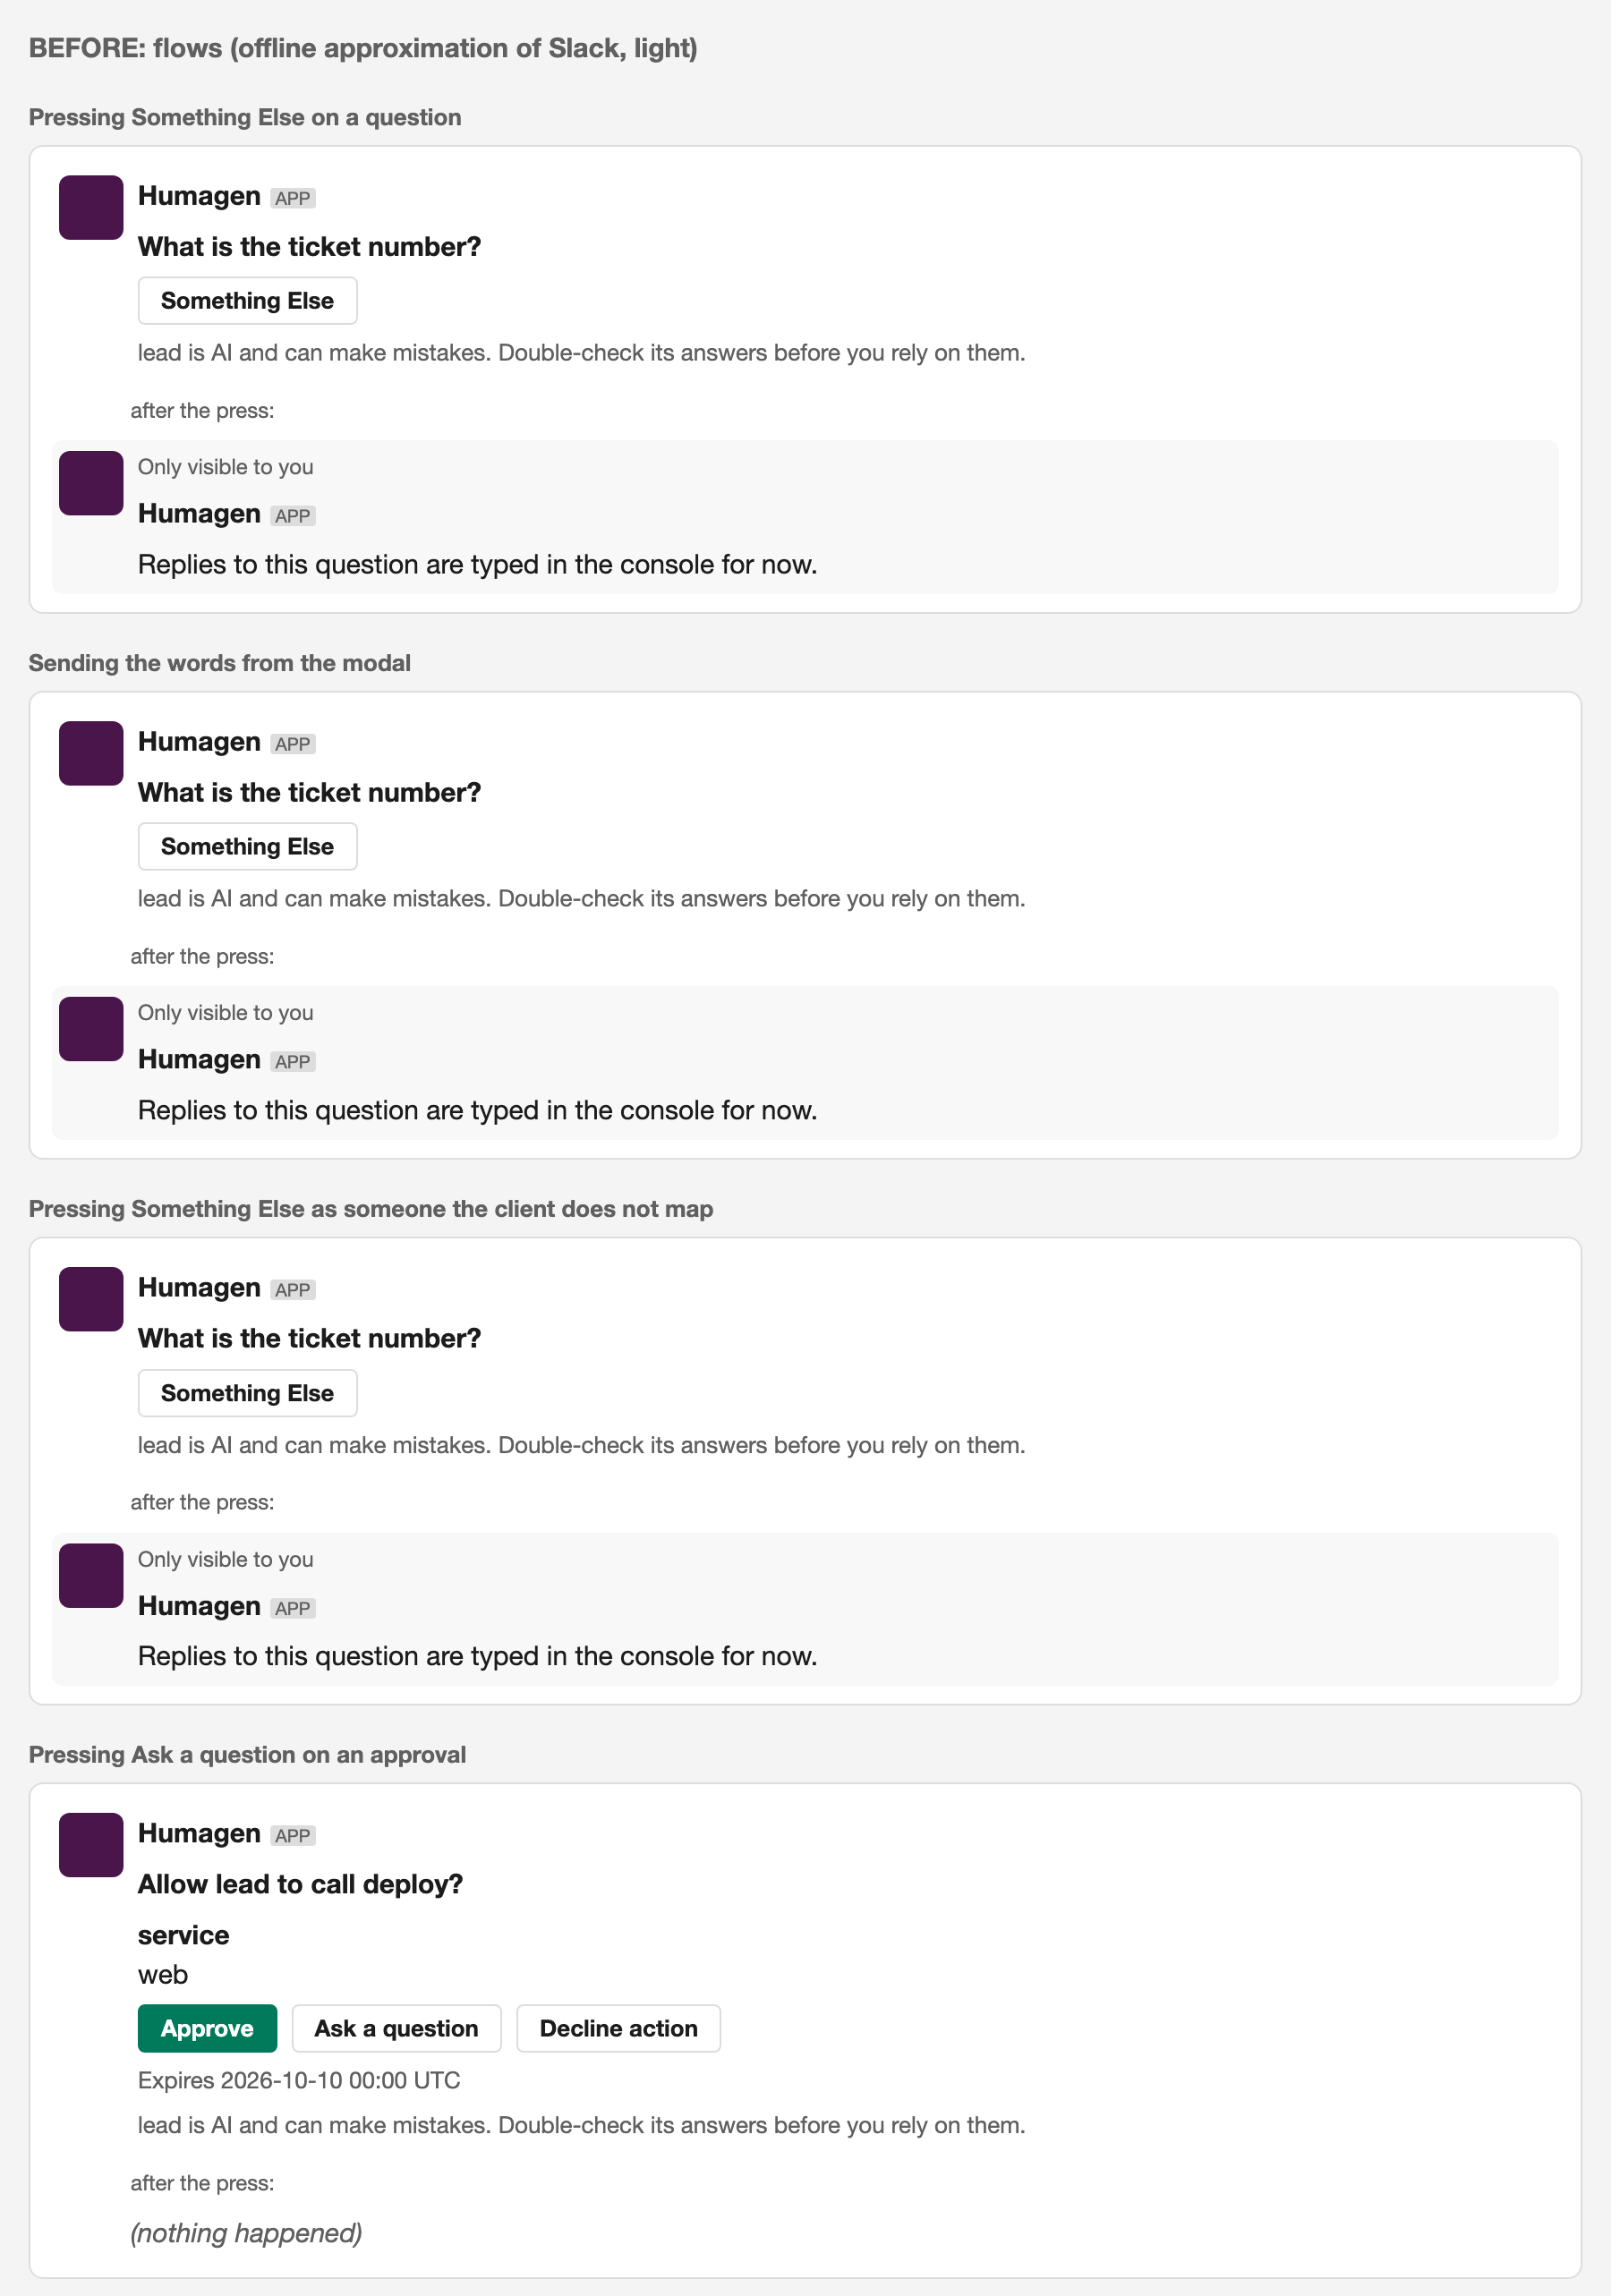 BEFORE: flows (offline approximation of Slack, light)
Pressing Something Else on a question
Humagen APP
What is the ticket number?
Something Else
lead is AI and can make mistakes. Double-check its answers before you rely on them.
after the press:
Only visible to you
Humagen APP
Replies to this question are typed in the console for now.
Sending the words from the modal
Humagen APP
What is the ticket number?
Something Else
lead is AI and can make mistakes. Double-check its answers before you rely on them.
after the press:
Only visible to you
Humagen APP
Replies to this question are typed in the console for now.
Pressing Something Else as someone the client does not map
Humagen APP
What is the ticket number?
Something Else
lead is AI and can make mistakes. Double-check its answers before you rely on them.
after the press:
Only visible to you
Humagen APP
Replies to this question are typed in the console for now.
Pressing Ask a question on an approval
Humagen APP
Allow lead to call deploy?
service
web
Approve Ask a question Decline action
Expires 2026-10-10 00:00 UTC
lead is AI and can make mistakes. Double-check its answers before you rely on them.
after the press:
(nothing happened)